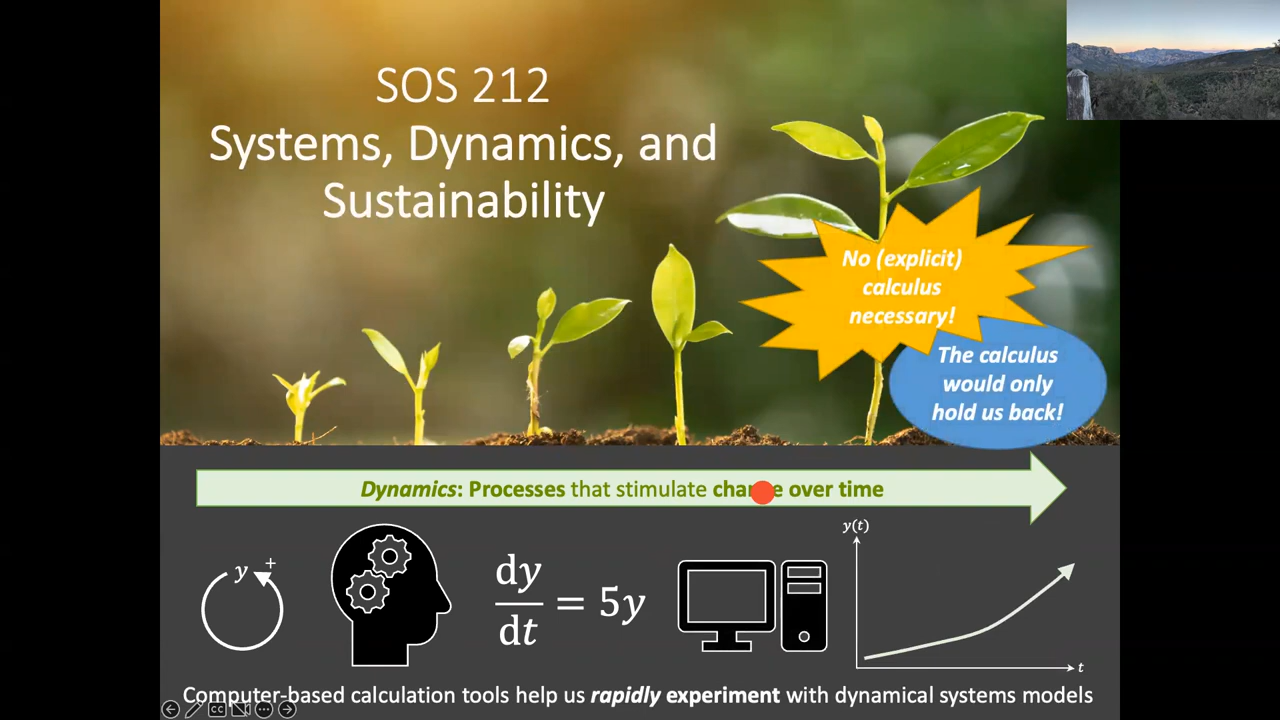 SOS 212
Systems, Dynamics, and
Sustainability
No (explicit)
calculus
necessary!
The calculus
would only
hold us back!
Dynamics: Processes that stimulate change over time
y +
dy
dt
= 5y
y(t)
t
Computer-based calculation tools help us rapidly experiment with dynamical systems models
CC